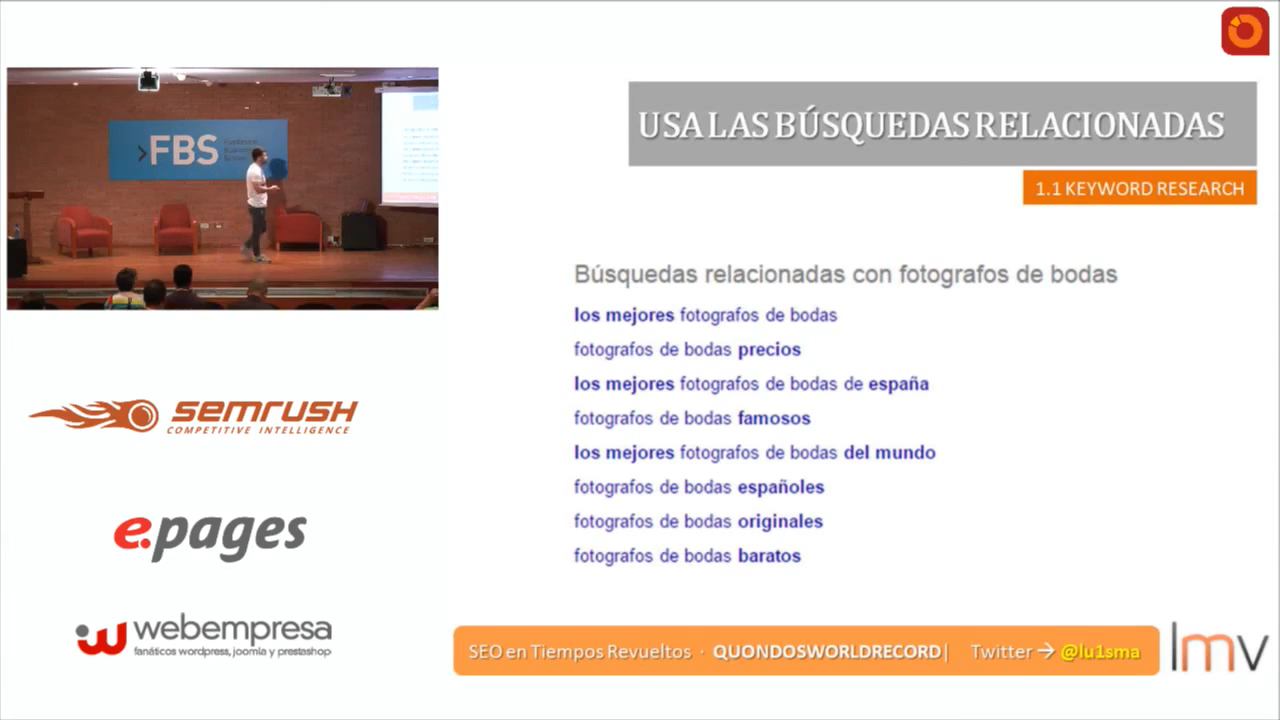 USA LAS BÚSQUEDAS RELACIONADAS
1.1 KEYWORD RESEARCH
>FBS
Búsquedas relacionadas con fotografos de bodas
los mejores fotografos de bodas
fotografos de bodas precios
los mejores fotografos de bodas de españa
fotografos de bodas famosos
los mejores fotografos de bodas del mundo
fotografos de bodas españoles
fotografos de bodas originales
fotografos de bodas baratos
semrush
COMPETITIVE INTELLIGENCE
e.pages
webempresa
fanáticos wordpress, joomla y prestashop
SEO en Tiempos Revueltos · QUONDOSWORLDRECORD| Twitter → @lu1sma
lmv